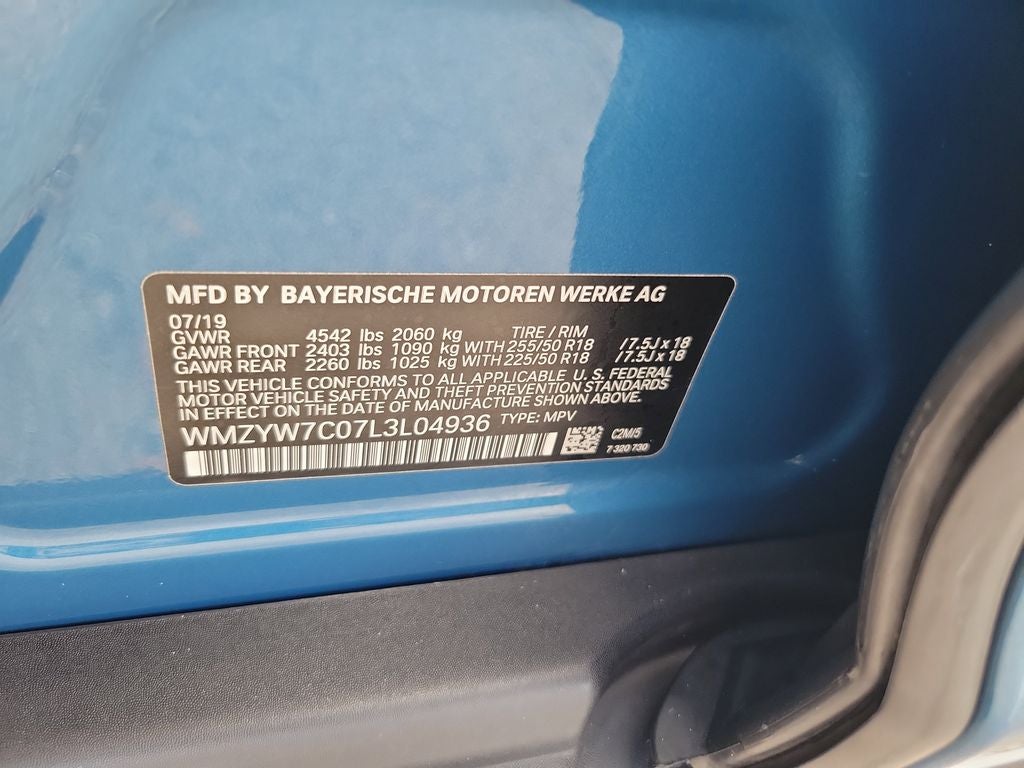 MFD BY BAYERISCHE MOTOREN WERKE AG
07/19
GVWR 4542 lbs 2060 kg TIRE / RIM
GAWR FRONT 2403 lbs 1090 kg WITH 255/50 R18 /7.5J x 18
GAWR REAR 2260 lbs 1025 kg WITH 225/50 R18 /7.5J x 18
THIS VEHICLE CONFORMS TO ALL APPLICABLE U. S. FEDERAL
MOTOR VEHICLE SAFETY AND THEFT PREVENTION STANDARDS
IN EFFECT ON THE DATE OF MANUFACTURE SHOWN ABOVE.
WMZYW7C07L3L04936 TYPE: MPV
C2M/5
7 320 730